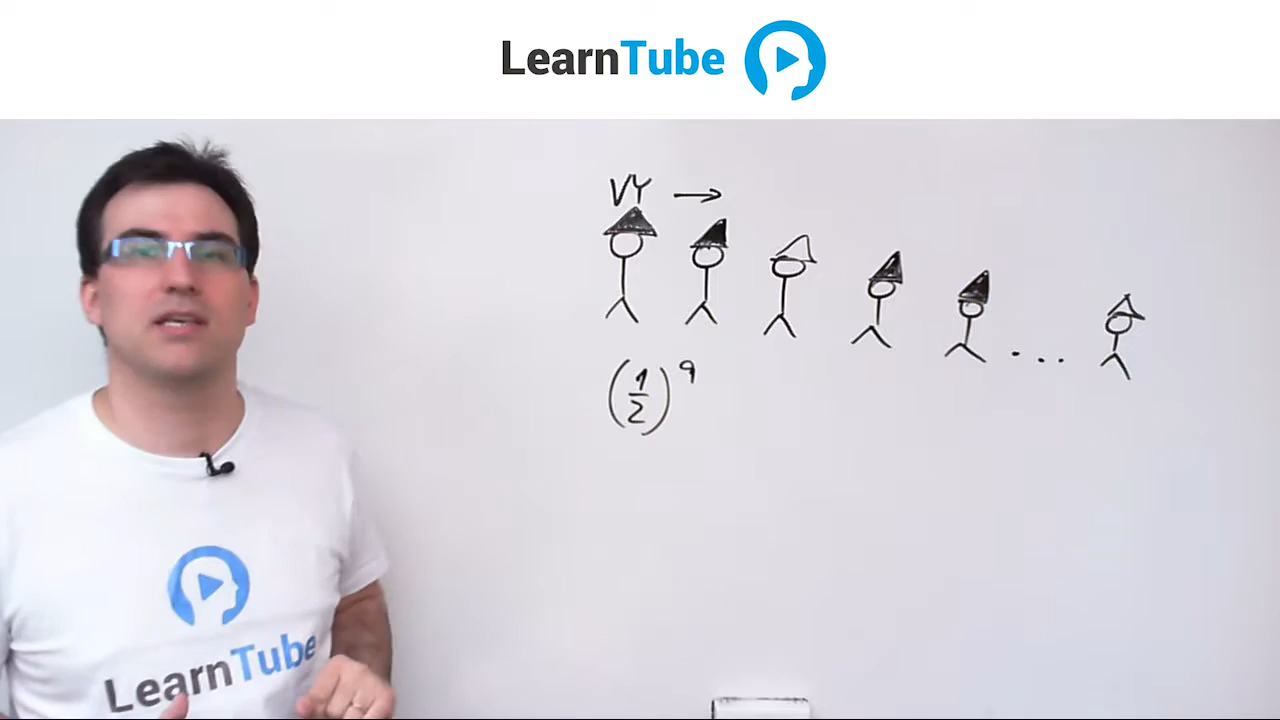 LearnTube
VY →
. . .
(1/2)^9
LearnTube